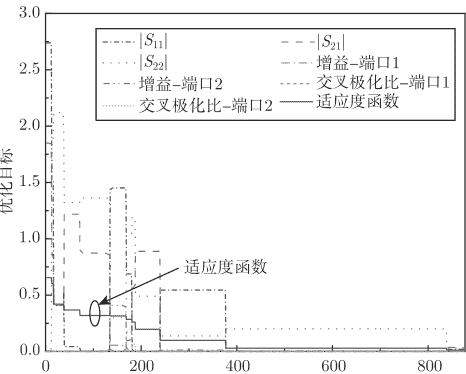 3.0
2.5
2.0
1.5
1.0
0.5
0.0
优化目标
|S11|
|S21|
|S22|
增益-端口1
增益-端口2
交叉极化比-端口1
交叉极化比-端口2
适应度函数
适应度函数
0
200
400
600
800